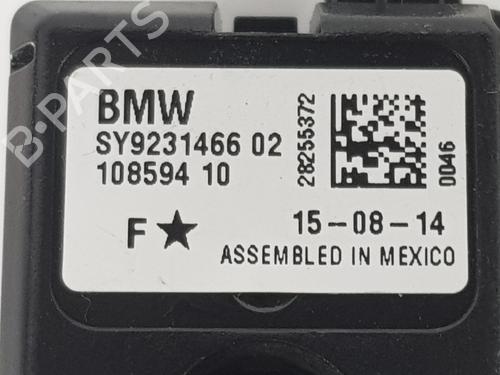 BMW
SY9231466 02
108594 10
28255372
0046
F★
15-08-14
ASSEMBLED IN MEXICO
B-PARTS